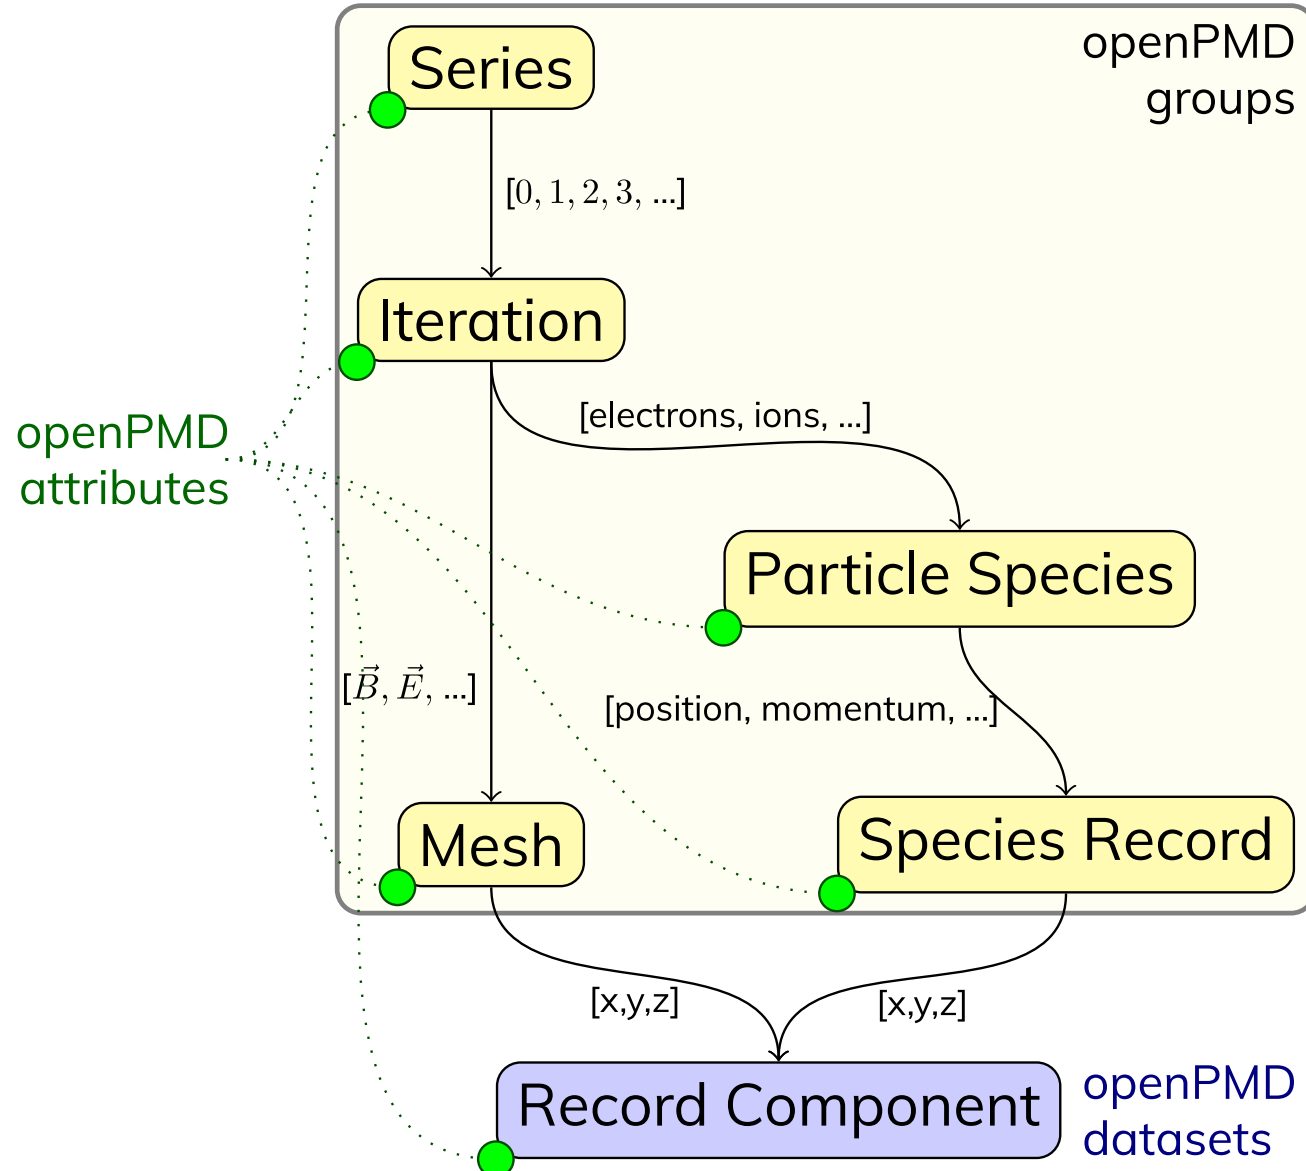 openPMD
groups
Series
[0, 1, 2, 3, ...]
Iteration
[electrons, ions, ...]
openPMD
attributes
Particle Species
[B⃗, E⃗, ...]
[position, momentum, ...]
Mesh
Species Record
[x,y,z]
[x,y,z]
Record Component
openPMD
datasets